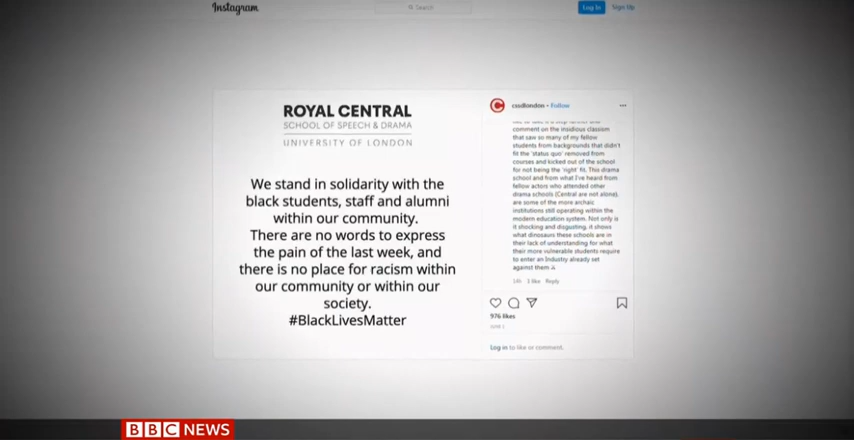 Instagram
Search
Log In
Sign Up
ROYAL CENTRAL
SCHOOL OF SPEECH & DRAMA
UNIVERSITY OF LONDON
We stand in solidarity with the
black students, staff and alumni
within our community.
There are no words to express
the pain of the last week, and
there is no place for racism within
our community or within our
society.
#BlackLivesMatter
cssdlondon • Follow
comment on the insidious classism
that saw so many of my fellow
students from backgrounds that didn't
fit the 'status quo' removed from
courses and kicked out of the school
for not being the 'right' fit. This drama
school and from what I've heard from
fellow actors who attended other
drama schools (Central are not alone),
are some of the more archaic
institutions still operating within the
modern education system. Not only is
it shocking and disgusting, it shows
what dinosaurs these schools are in
their lack of understanding for what
their more vulnerable students require
to enter an Industry already set
against them
1 like Reply
976 likes
Log in to like or comment.
BBC NEWS